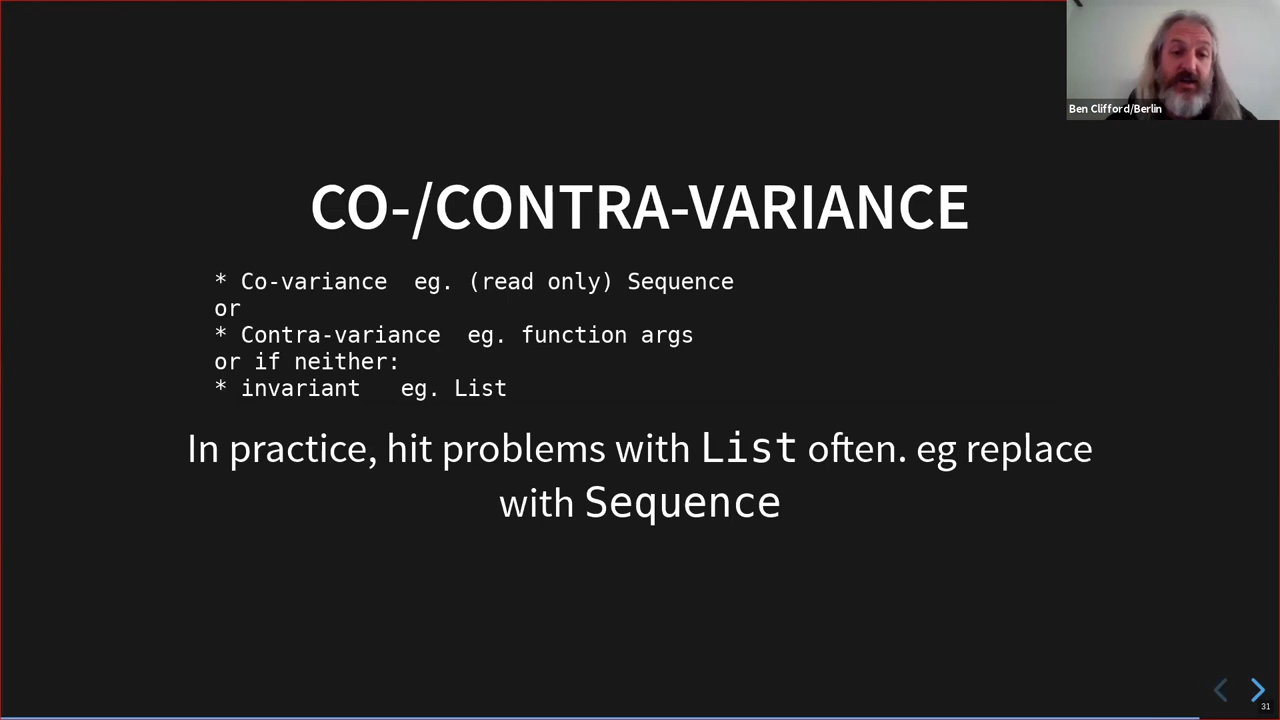 Ben Clifford/Berlin
CO-/CONTRA-VARIANCE
* Co-variance  eg. (read only) Sequence
or
* Contra-variance  eg. function args
or if neither:
* invariant   eg. List
In practice, hit problems with List often. eg replace
with Sequence
31